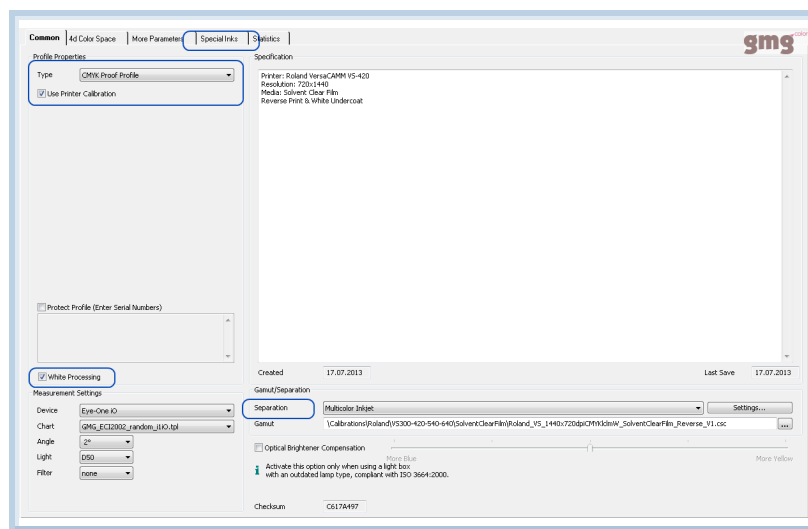 Common
4d Color Space
More Parameters
Special Inks
Statistics
gmg color
Profile Properties
Type
CMYK Proof Profile
Use Printer Calibration
Protect Profile (Enter Serial Numbers)
White Processing
Specification
Printer: Roland VersaCAMM VS-420
Resolution: 720x1440
Media: Solvent Clear Film
Reverse Print & White Undercoat
Created
17.07.2013
Last Save
17.07.2013
Measurement Settings
Device
Eye-One iO
Chart
GMG_ECI2002_random_i1iO.tpl
Angle
2°
Light
D50
Filter
none
Gamut/Separation
Separation
Multicolor Inkjet
Settings...
Gamut
\Calibrations\Roland\VS300-420-540-640\SolventClearFilm\Roland_VS_1440x720dpiCMYKlclmW_SolventClearFilm_Reverse_V1.csc
...
Optical Brightener Compensation
More Blue
More Yellow
Activate this option only when using a light box
with an outdated lamp type, compliant with ISO 3664:2000.
Checksum
C617A497